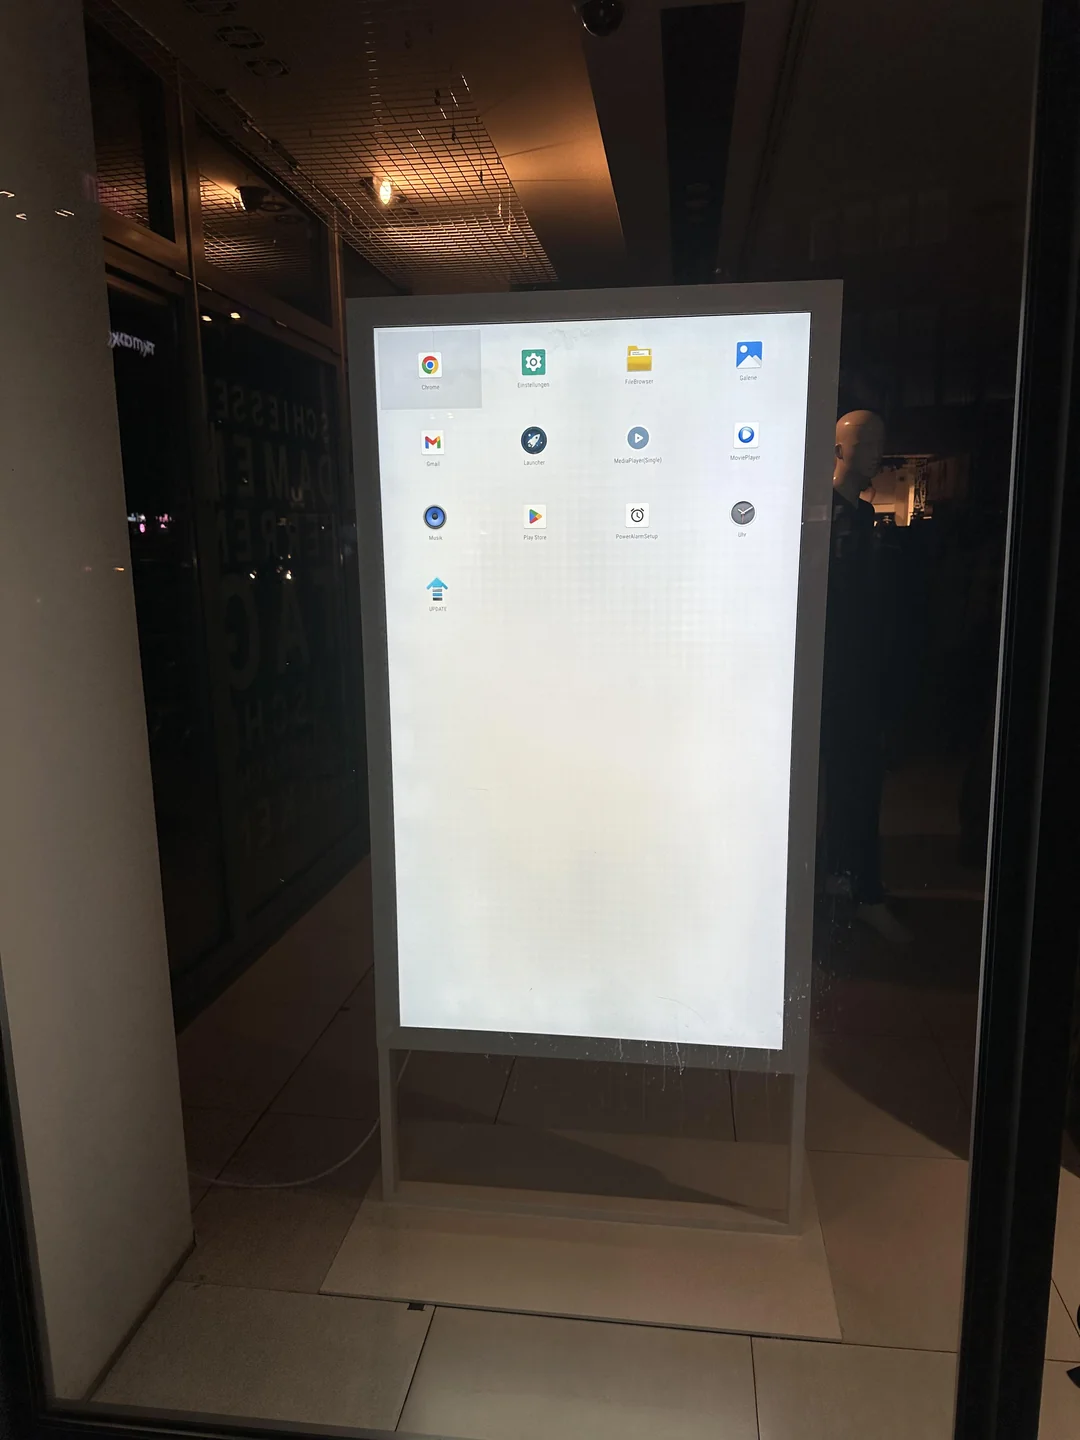 Chrome
Einstellungen
FileBrowser
Galerie
Gmail
Launcher
MediaPlayer(Single)
MoviePlayer
Musik
Play Store
PowerAlarmSetup
Uhr
UPDATE